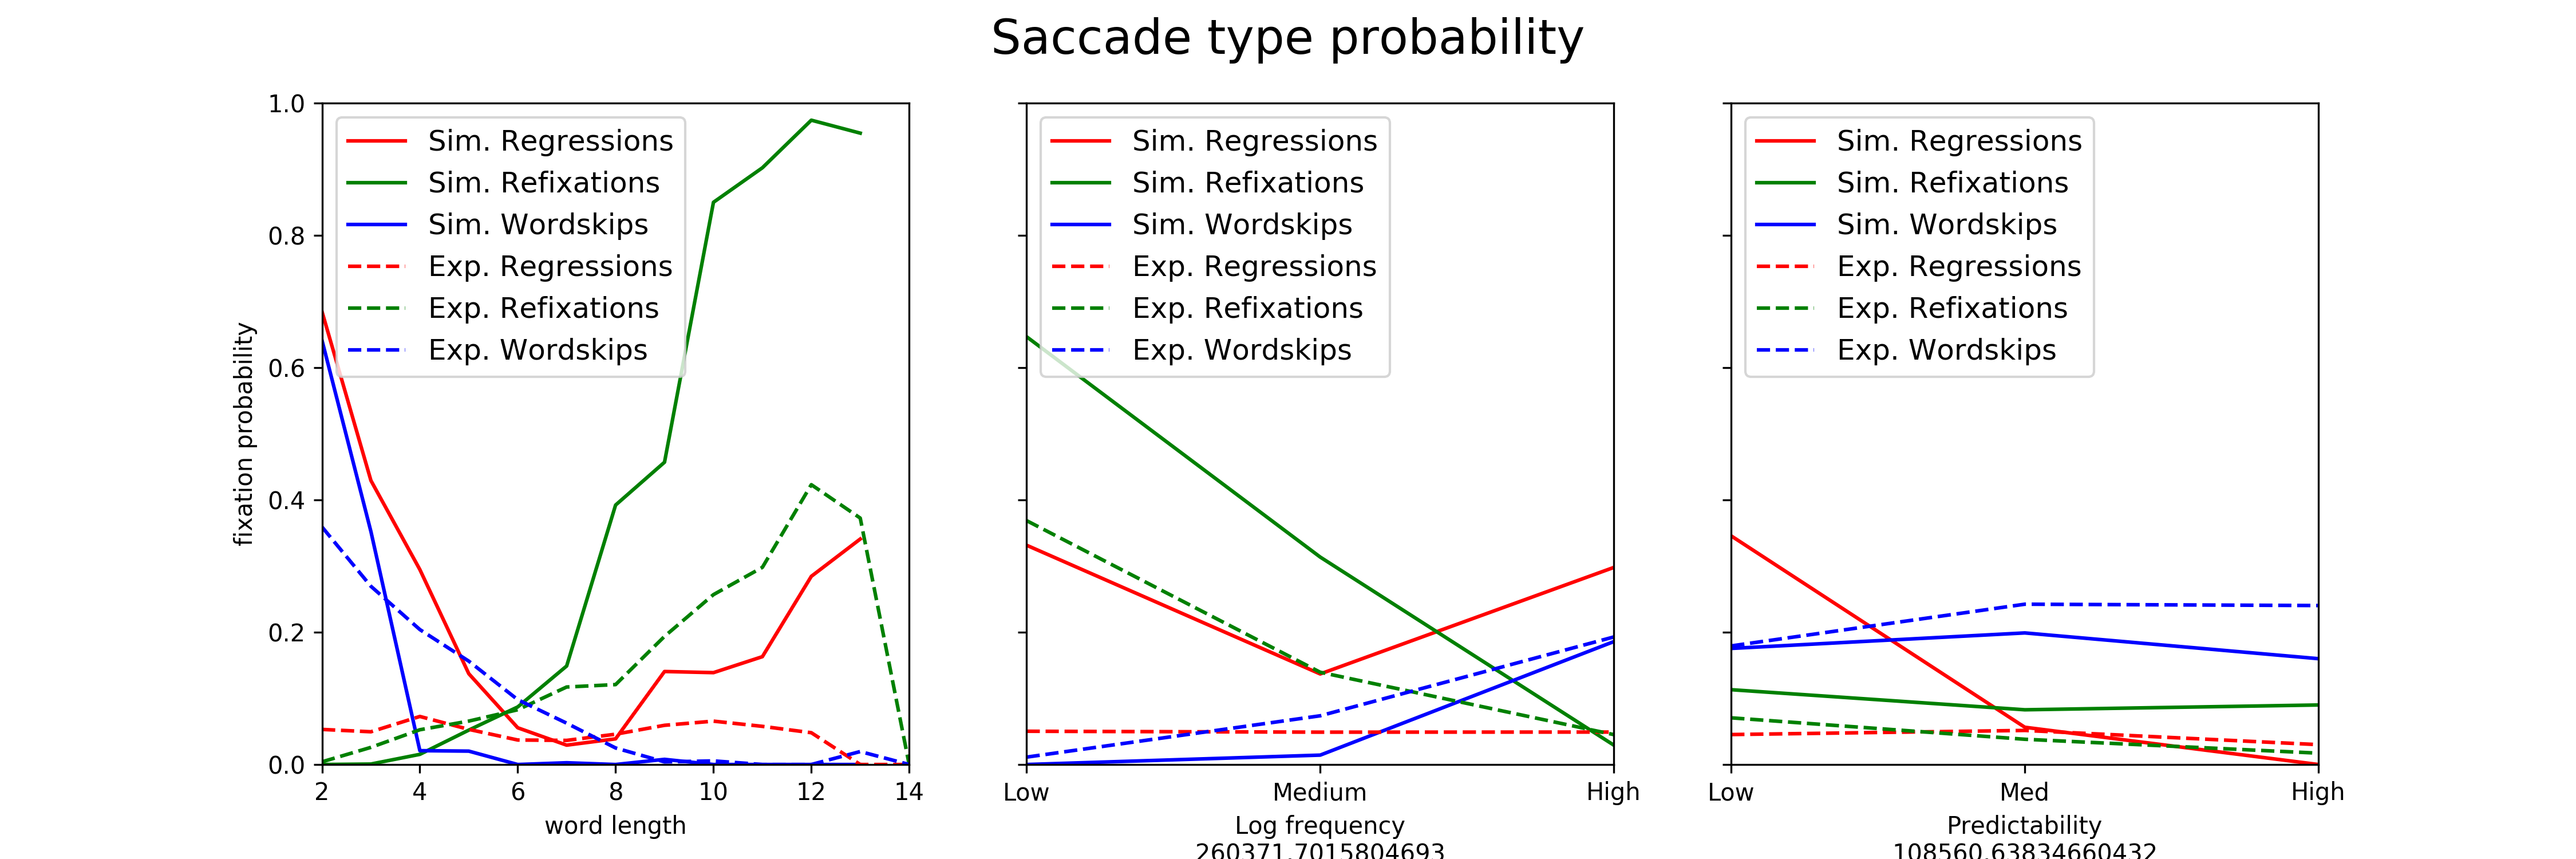 Saccade type probability
1.0
0.8
0.6
0.4
0.2
0.0
fixation probability
Sim. Regressions
Sim. Refixations
Sim. Wordskips
Exp. Regressions
Exp. Refixations
Exp. Wordskips
2 4 6 8 10 12 14
word length
Sim. Regressions
Sim. Refixations
Sim. Wordskips
Exp. Regressions
Exp. Refixations
Exp. Wordskips
Low Medium High
Log frequency
260371.7015804693
Sim. Regressions
Sim. Refixations
Sim. Wordskips
Exp. Regressions
Exp. Refixations
Exp. Wordskips
Low Med High
Predictability
108560.63834660432